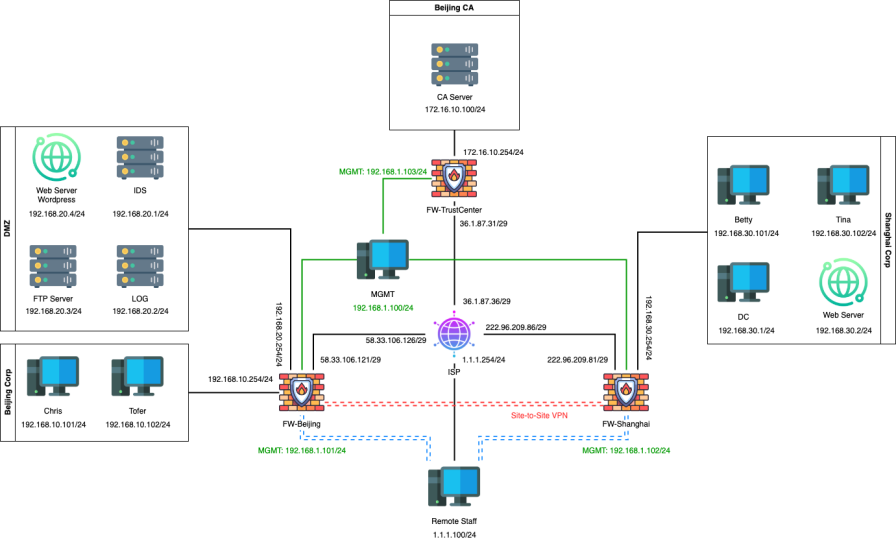 Beijing CA
CA Server
172.16.10.100/24
172.16.10.254/24
MGMT: 192.168.1.103/24
FW-TrustCenter
36.1.87.31/29
DMZ
Web Server
Wordpress
192.168.20.4/24
IDS
192.168.20.1/24
FTP Server
192.168.20.3/24
LOG
192.168.20.2/24
MGMT
192.168.1.100/24
36.1.87.36/29
Shanghai Corp
Betty
192.168.30.101/24
Tina
192.168.30.102/24
DC
192.168.30.1/24
Web Server
192.168.30.2/24
192.168.20.254/24
58.33.106.126/29
58.33.106.121/29
222.96.209.86/29
1.1.1.254/24
ISP
222.96.209.81/29
192.168.30.254/24
Beijing Corp
Chris
192.168.10.101/24
Tofer
192.168.10.102/24
192.168.10.254/24
FW-Beijing
Site-to-Site VPN
FW-Shanghai
MGMT: 192.168.1.101/24
MGMT: 192.168.1.102/24
Remote Staff
1.1.1.100/24